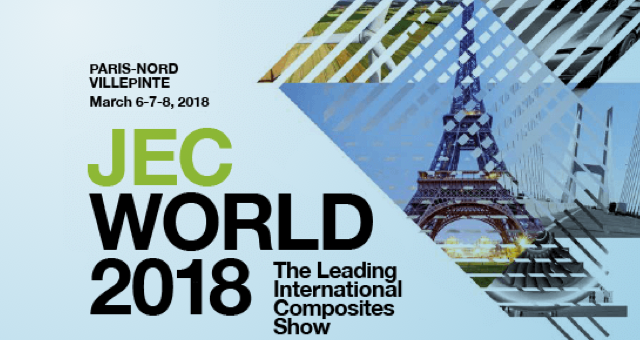 PARIS-NORD
VILLEPINTE
March 6-7-8, 2018
JEC
WORLD
2018
The Leading
International
Composites
Show